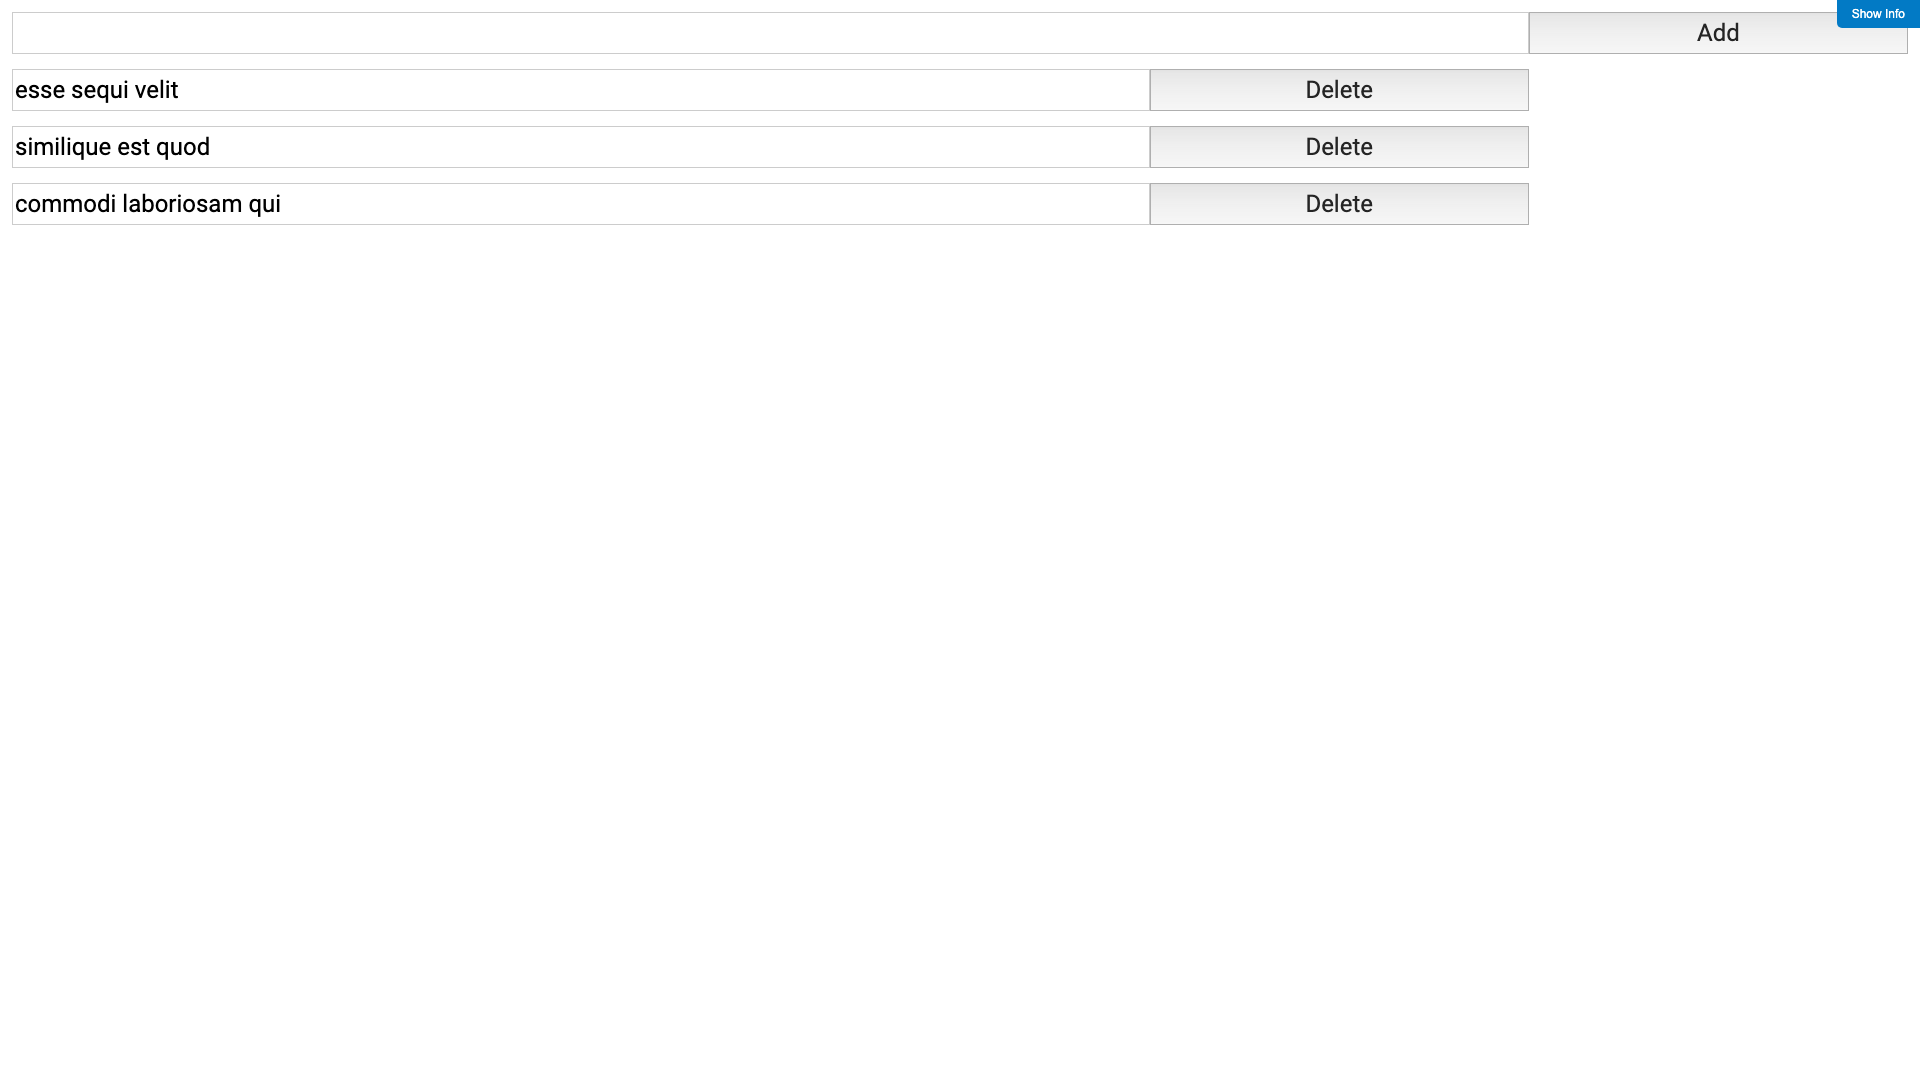 Add
Show Info
esse sequi velit
Delete
similique est quod
Delete
commodi laboriosam qui
Delete